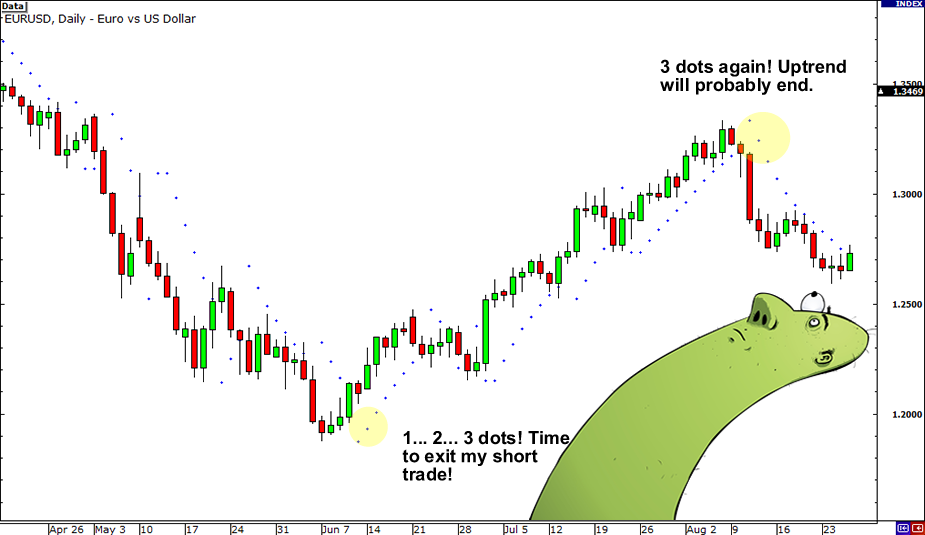 Data
INDEX
EURUSD, Daily - Euro vs US Dollar
3 dots again! Uptrend
will probably end.
1.3500
1.3469
1.3000
1.2500
1.2000
1... 2... 3 dots! Time
to exit my short
trade!
Apr 26 May 3 10 17 24 31 Jun 7 14 21 28 Jul 5 12 19 26 Aug 2 9 16 23